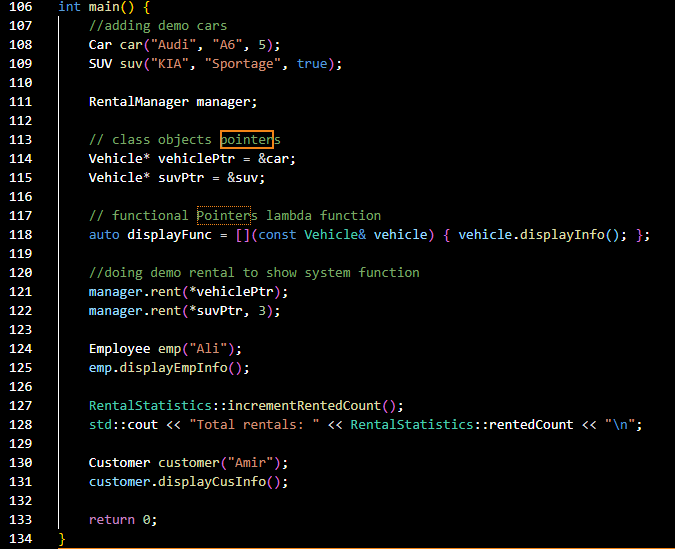 106 int main() {
107     //adding demo cars
108     Car car("Audi", "A6", 5);
109     SUV suv("KIA", "Sportage", true);
110
111     RentalManager manager;
112
113     // class objects pointers
114     Vehicle* vehiclePtr = &car;
115     Vehicle* suvPtr = &suv;
116
117     // functional Pointers lambda function
118     auto displayFunc = [](const Vehicle& vehicle) { vehicle.displayInfo(); };
119
120     //doing demo rental to show system function
121     manager.rent(*vehiclePtr);
122     manager.rent(*suvPtr, 3);
123
124     Employee emp("Ali");
125     emp.displayEmpInfo();
126
127     RentalStatistics::incrementRentedCount();
128     std::cout << "Total rentals: " << RentalStatistics::rentedCount << "\n";
129
130     Customer customer("Amir");
131     customer.displayCusInfo();
132
133     return 0;
134 }